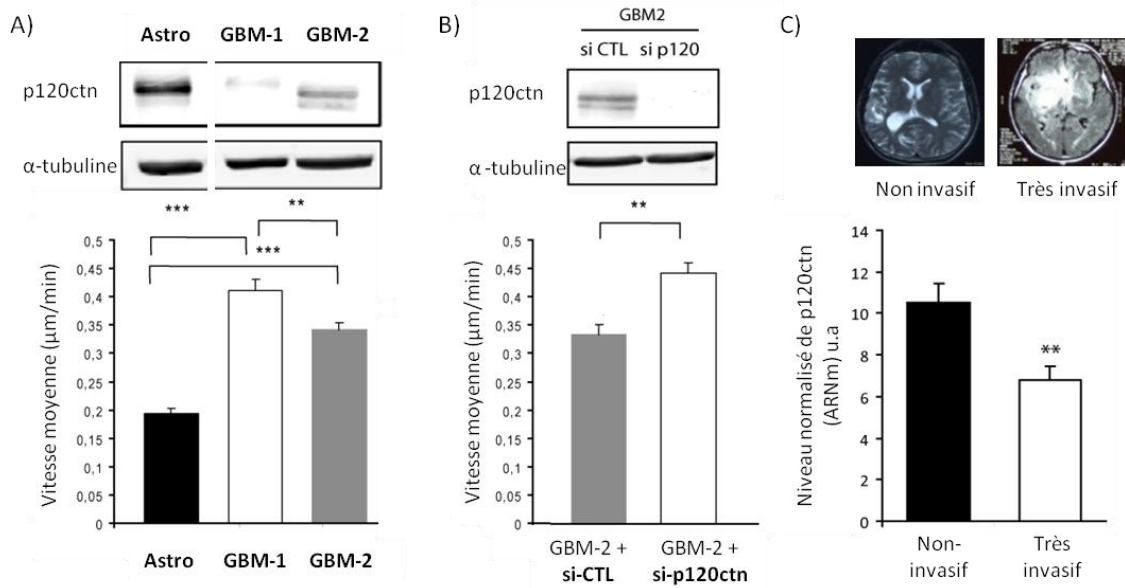 A)
Astro GBM-1 GBM-2
p120ctn
α-tubuline
*** **
***
Vitesse moyenne (µm/min)
0,5
0,45
0,4
0,35
0,3
0,25
0,2
0,15
0,1
0,05
0
Astro GBM-1 GBM-2
B)
GBM2
si CTL si p120
p120ctn
α-tubuline
**
Vitesse moyenne (µm/min)
0,5
0,45
0,4
0,35
0,3
0,25
0,2
0,15
0,1
0,05
0
GBM-2 + GBM-2 +
si-CTL si-p120ctn
C)
Non invasif Très invasif
Niveau normalisé de p120ctn
(ARNm) u.a
14
12
10
8
6
4
2
0
**
Non- Très
invasif invasif